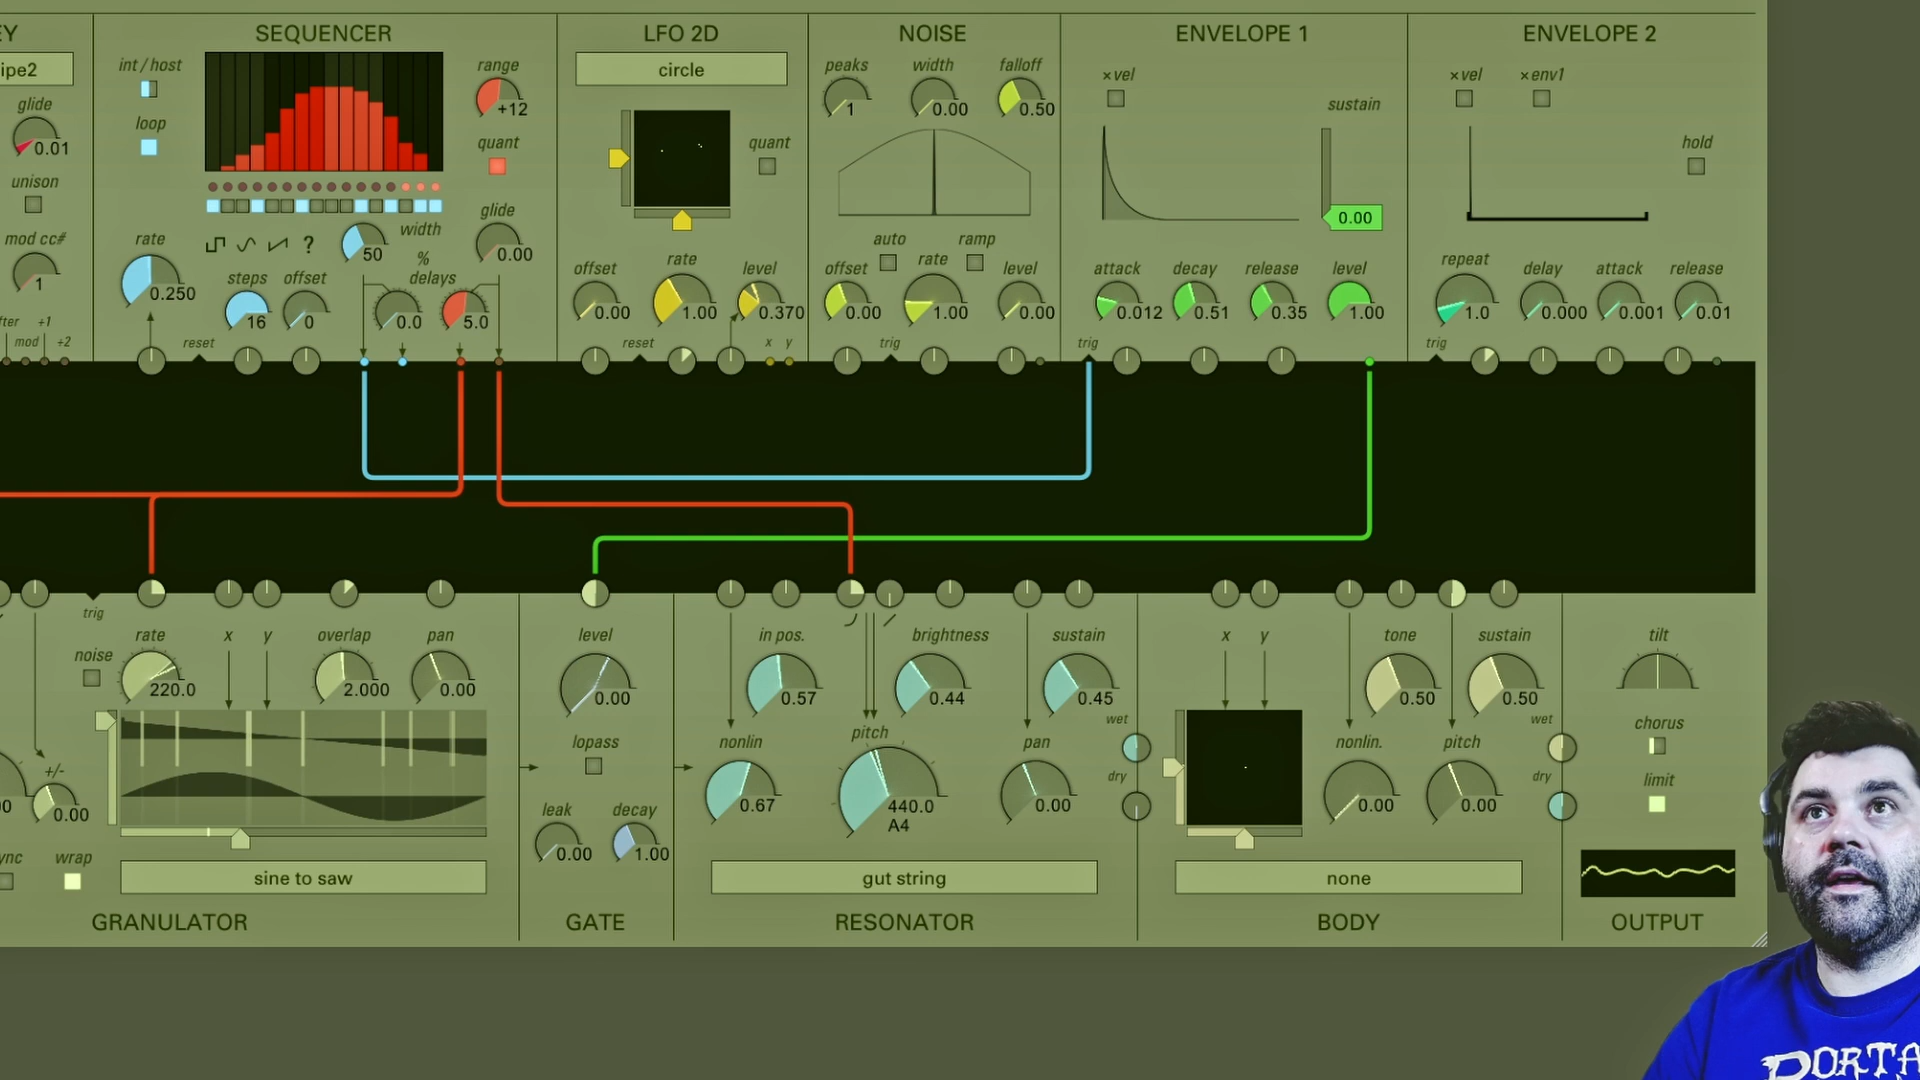 EY
SEQUENCER
LFO 2D
NOISE
ENVELOPE 1
ENVELOPE 2
ipe2
int / host
range
circle
peaks
width
falloff
×vel
×vel
×env1
+12
1
0.00
0.50
glide
loop
sustain
0.01
quant
quant
hold
unison
glide
0.00
mod cc#
rate
width
50
%
0.00
auto
ramp
1
0.250
?
steps
offset
delays
offset
rate
level
offset
rate
level
attack
decay
release
level
repeat
delay
attack
release
16
0
0.0
5.0
0.00
1.00
0.370
0.00
1.00
0.00
0.012
0.51
0.35
1.00
1.0
0.000
0.001
0.01
fter
+1
mod
+2
reset
reset
x
y
trig
trig
trig
trig
noise
rate
x
y
overlap
pan
level
in pos.
brightness
sustain
x
y
tone
sustain
tilt
220.0
2.000
0.00
0.00
0.57
0.44
0.45
0.50
0.50
wet
wet
chorus
lopass
nonlin
pitch
pan
nonlin.
pitch
+/-
dry
dry
limit
00
0.00
0.67
440.0
A4
0.00
0.00
0.00
leak
decay
0.00
1.00
ync
wrap
sine to saw
gut string
none
GRANULATOR
GATE
RESONATOR
BODY
OUTPUT
PORTA